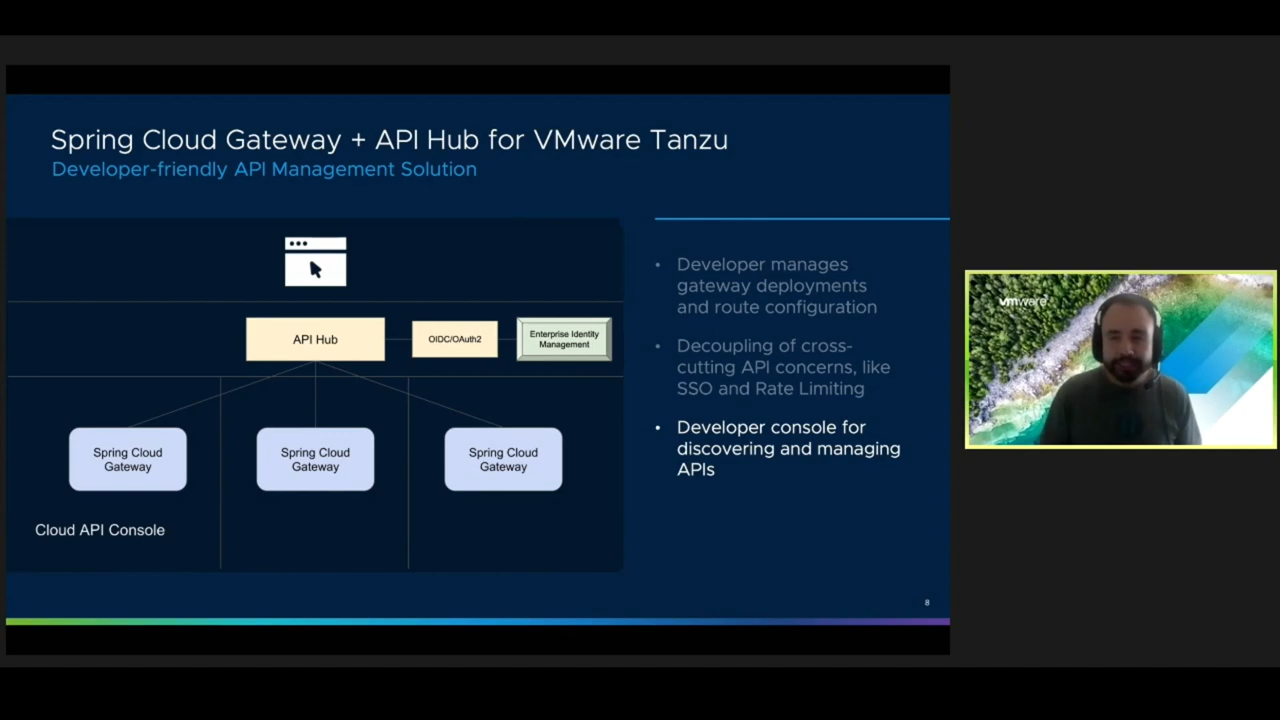 Spring Cloud Gateway + API Hub for VMware Tanzu
Developer-friendly API Management Solution
API Hub
OIDC/OAuth2
Enterprise Identity
Management
Spring Cloud
Gateway
Spring Cloud
Gateway
Spring Cloud
Gateway
Cloud API Console
• Developer manages
gateway deployments
and route configuration
• Decoupling of cross-
cutting API concerns, like
SSO and Rate Limiting
• Developer console for
discovering and managing
APIs
8
vmware